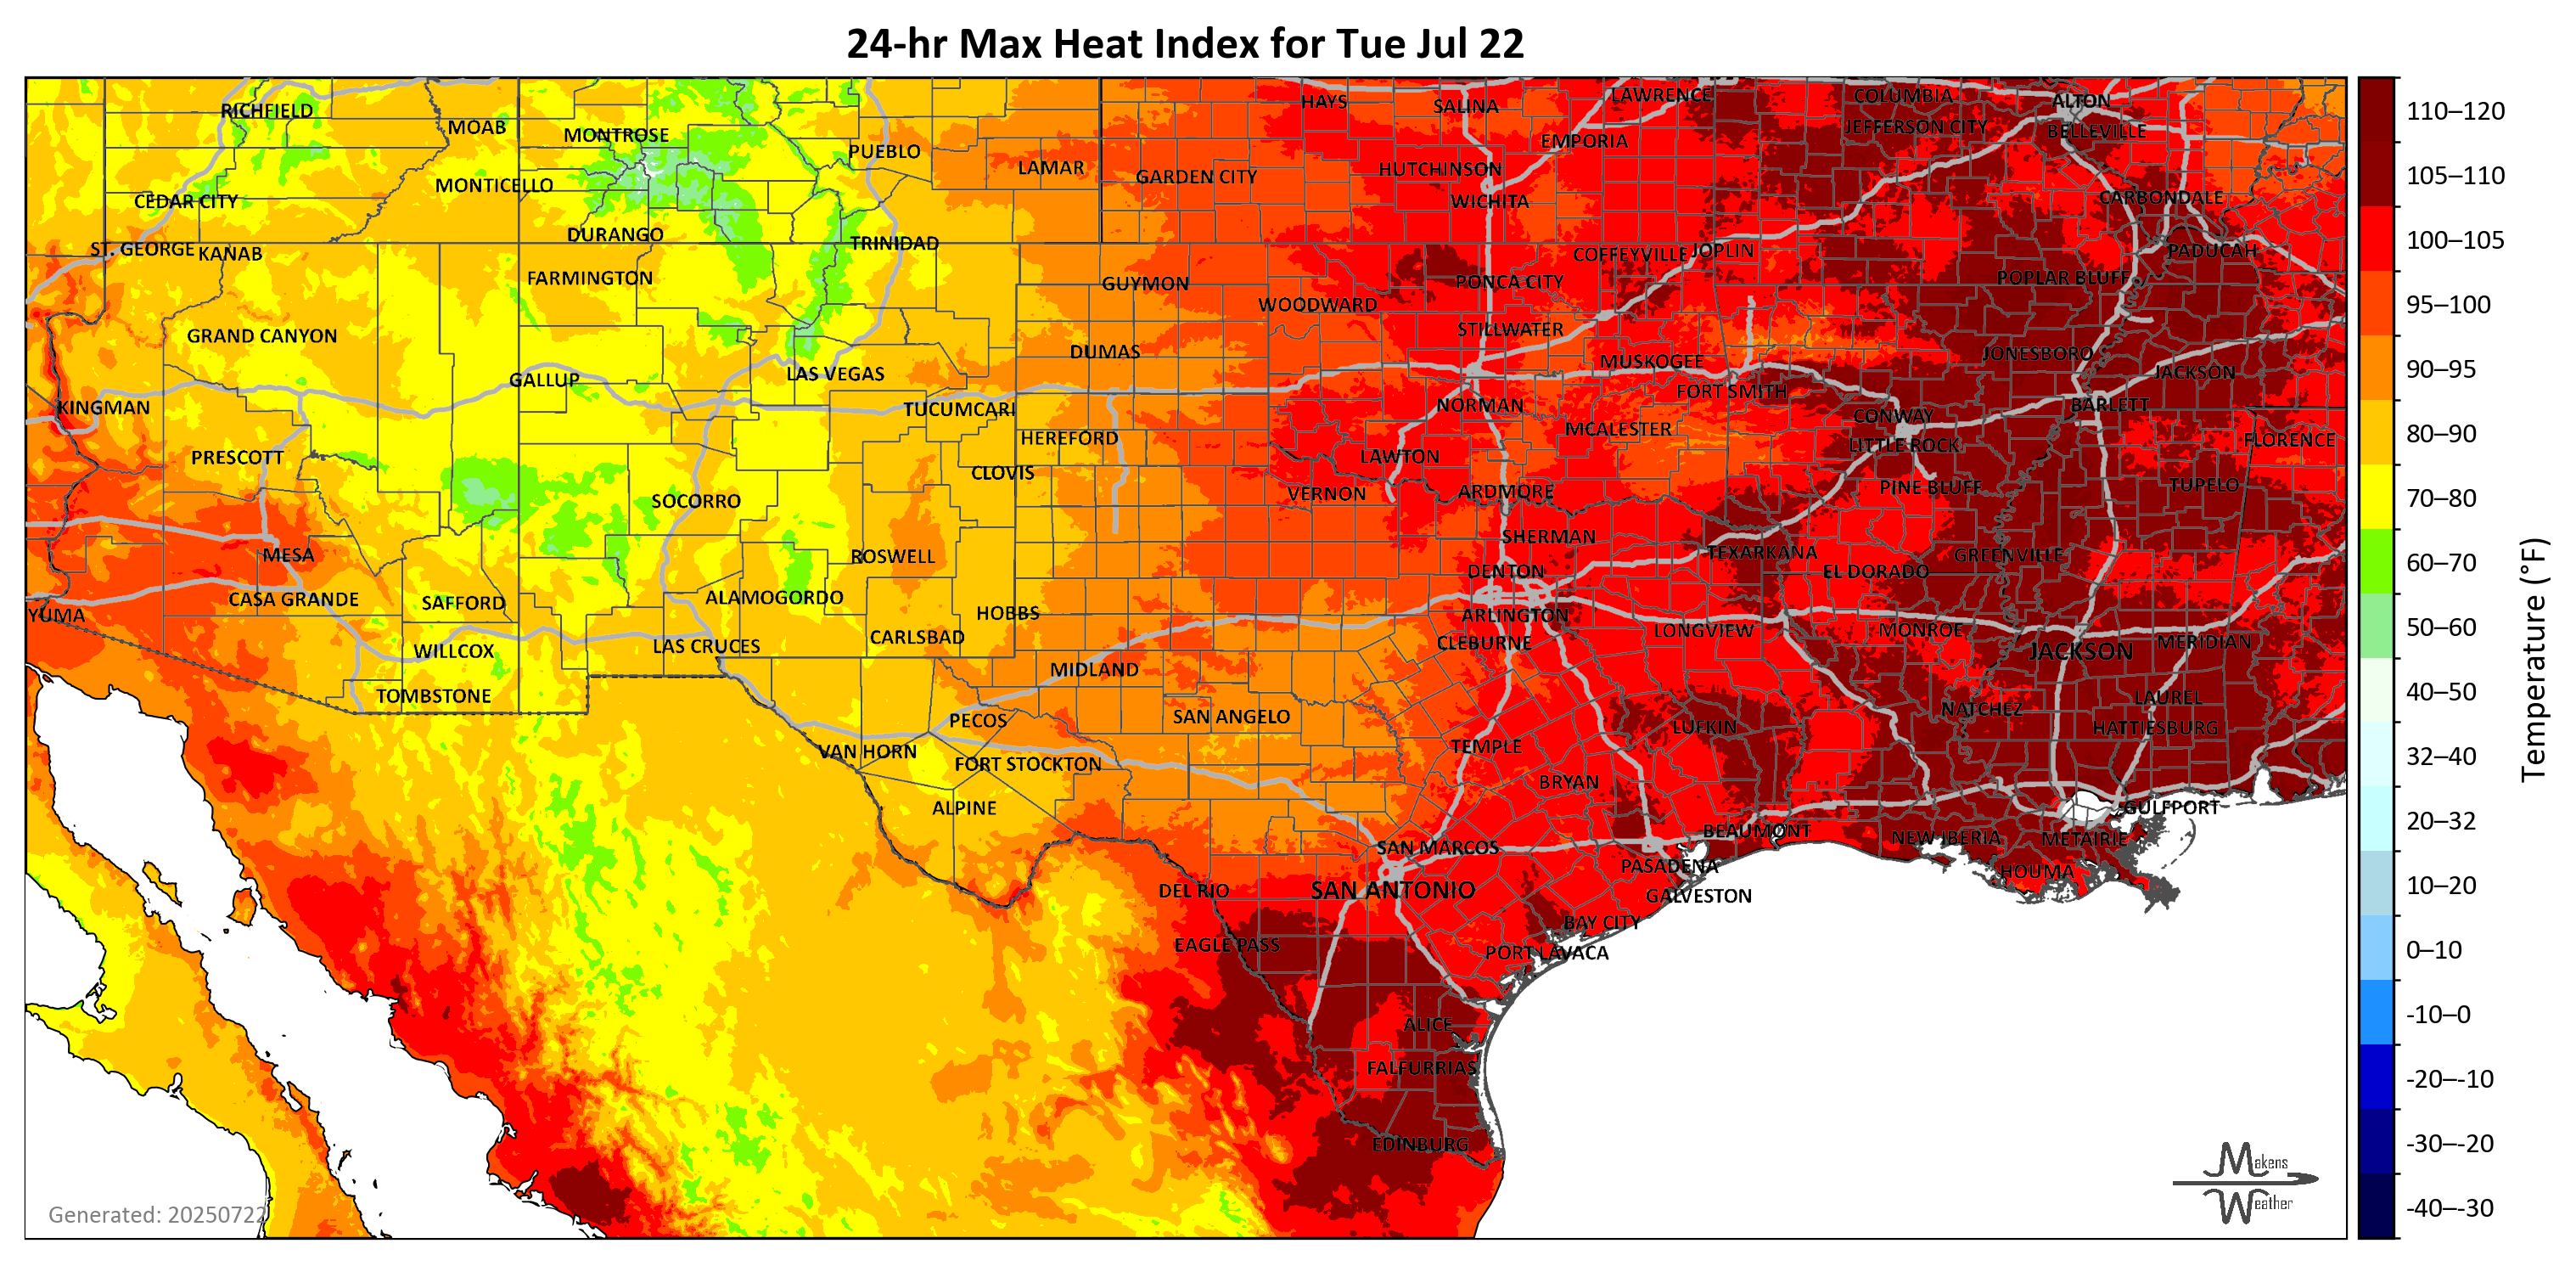 24-hr Max Heat Index for Tue Jul 22
RICHFIELD
MOAB
MONTROSE
PUEBLO
LAMAR
GARDEN CITY
HAYS
SALINA
LAWRENCE
COLUMBIA
ALTON
EMPORIA
JEFFERSON CITY
BELLEVILLE
HUTCHINSON
WICHITA
CEDAR CITY
MONTICELLO
CARBONDALE
DURANGO
TRINIDAD
ST. GEORGE
KANAB
COFFEYVILLE
JOPLIN
PADUCAH
FARMINGTON
GUYMON
PONCA CITY
POPLAR BLUFF
WOODWARD
GRAND CANYON
STILLWATER
DUMAS
MUSKOGEE
JONESBORO
GALLUP
LAS VEGAS
FORT SMITH
JACKSON
KINGMAN
TUCUMCARI
NORMAN
CONWAY
BARLETT
HEREFORD
MCALESTER
LITTLE ROCK
FLORENCE
PRESCOTT
CLOVIS
LAWTON
SOCORRO
VERNON
ARDMORE
PINE BLUFF
TUPELO
MESA
ROSWELL
SHERMAN
TEXARKANA
GREENVILLE
DENTON
EL DORADO
YUMA
CASA GRANDE
SAFFORD
ALAMOGORDO
HOBBS
ARLINGTON
WILLCOX
LAS CRUCES
CARLSBAD
CLEBURNE
LONGVIEW
MONROE
JACKSON
MERIDIAN
MIDLAND
TOMBSTONE
PECOS
SAN ANGELO
LUFKIN
NATCHEZ
LAUREL
HATTIESBURG
VAN HORN
FORT STOCKTON
TEMPLE
BRYAN
ALPINE
GULFPORT
BEAUMONT
NEW IBERIA
METAIRIE
SAN MARCOS
PASADENA
HOUMA
DEL RIO
SAN ANTONIO
GALVESTON
BAY CITY
EAGLE PASS
PORT LAVACA
ALICE
FALFURRIAS
EDINBURG
Generated: 20250722
Makens
Weather
110–120
105–110
100–105
95–100
90–95
80–90
70–80
60–70
50–60
40–50
32–40
20–32
10–20
0–10
-10–0
-20–-10
-30–-20
-40–-30
Temperature (°F)